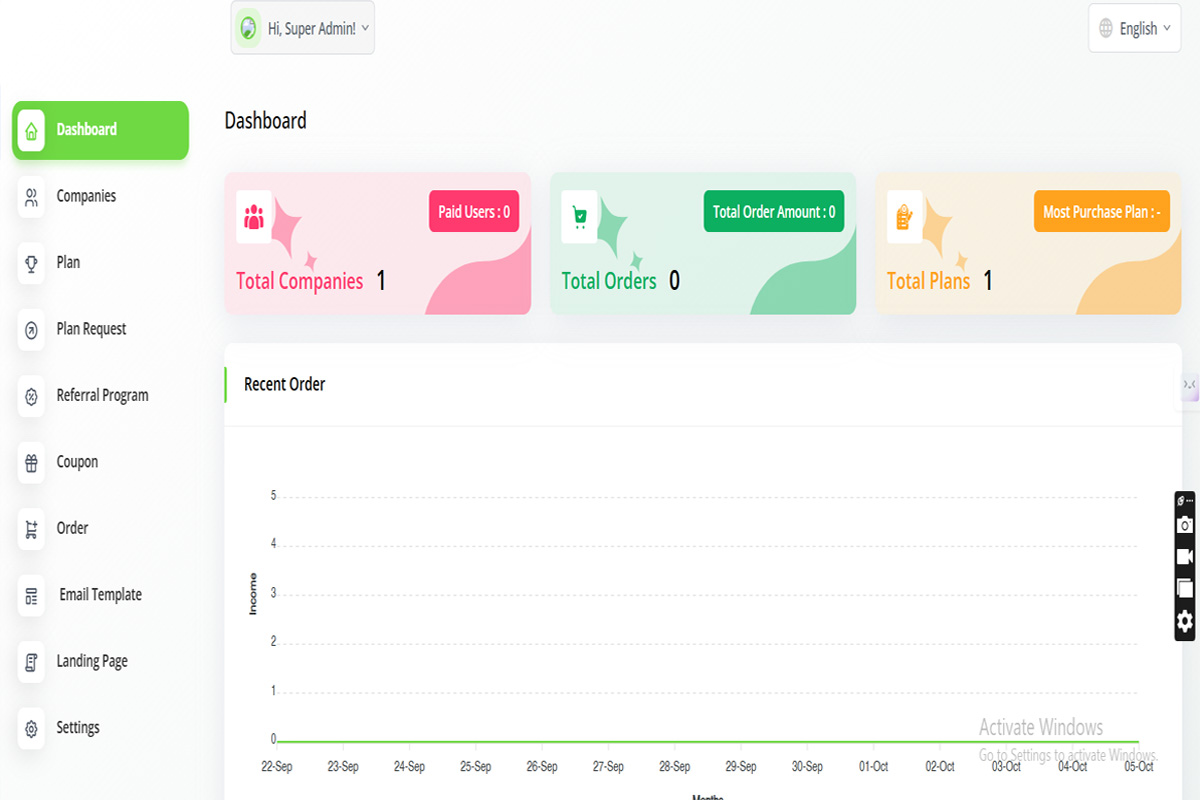 Hi, Super Admin!
English
Dashboard
Companies
Plan
Plan Request
Referral Program
Coupon
Order
Email Template
Landing Page
Settings
Dashboard
Paid Users : 0
Total Companies 1
Total Order Amount : 0
Total Orders 0
Most Purchase Plan : -
Total Plans 1
Recent Order
Income
5
4
3
2
1
0
22-Sep 23-Sep 24-Sep 25-Sep 26-Sep 27-Sep 28-Sep 29-Sep 30-Sep 01-Oct 02-Oct 03-Oct 04-Oct 05-Oct
Months
Activate Windows
Go to Settings to activate Windows.